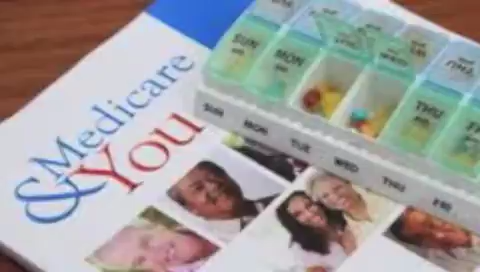 Medicare
& You
SUN
MON
THU
SUN
MON
TUE
WED
THU
FRI